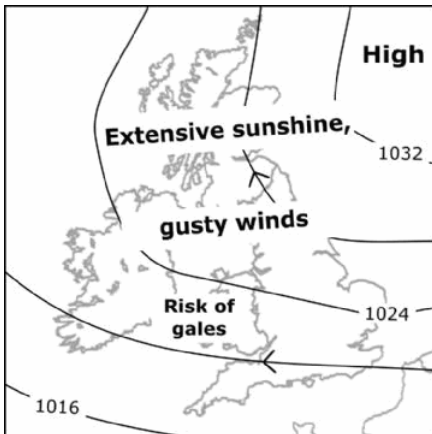 High
Extensive sunshine,
1032
gusty winds
Risk of
gales
1024
1016